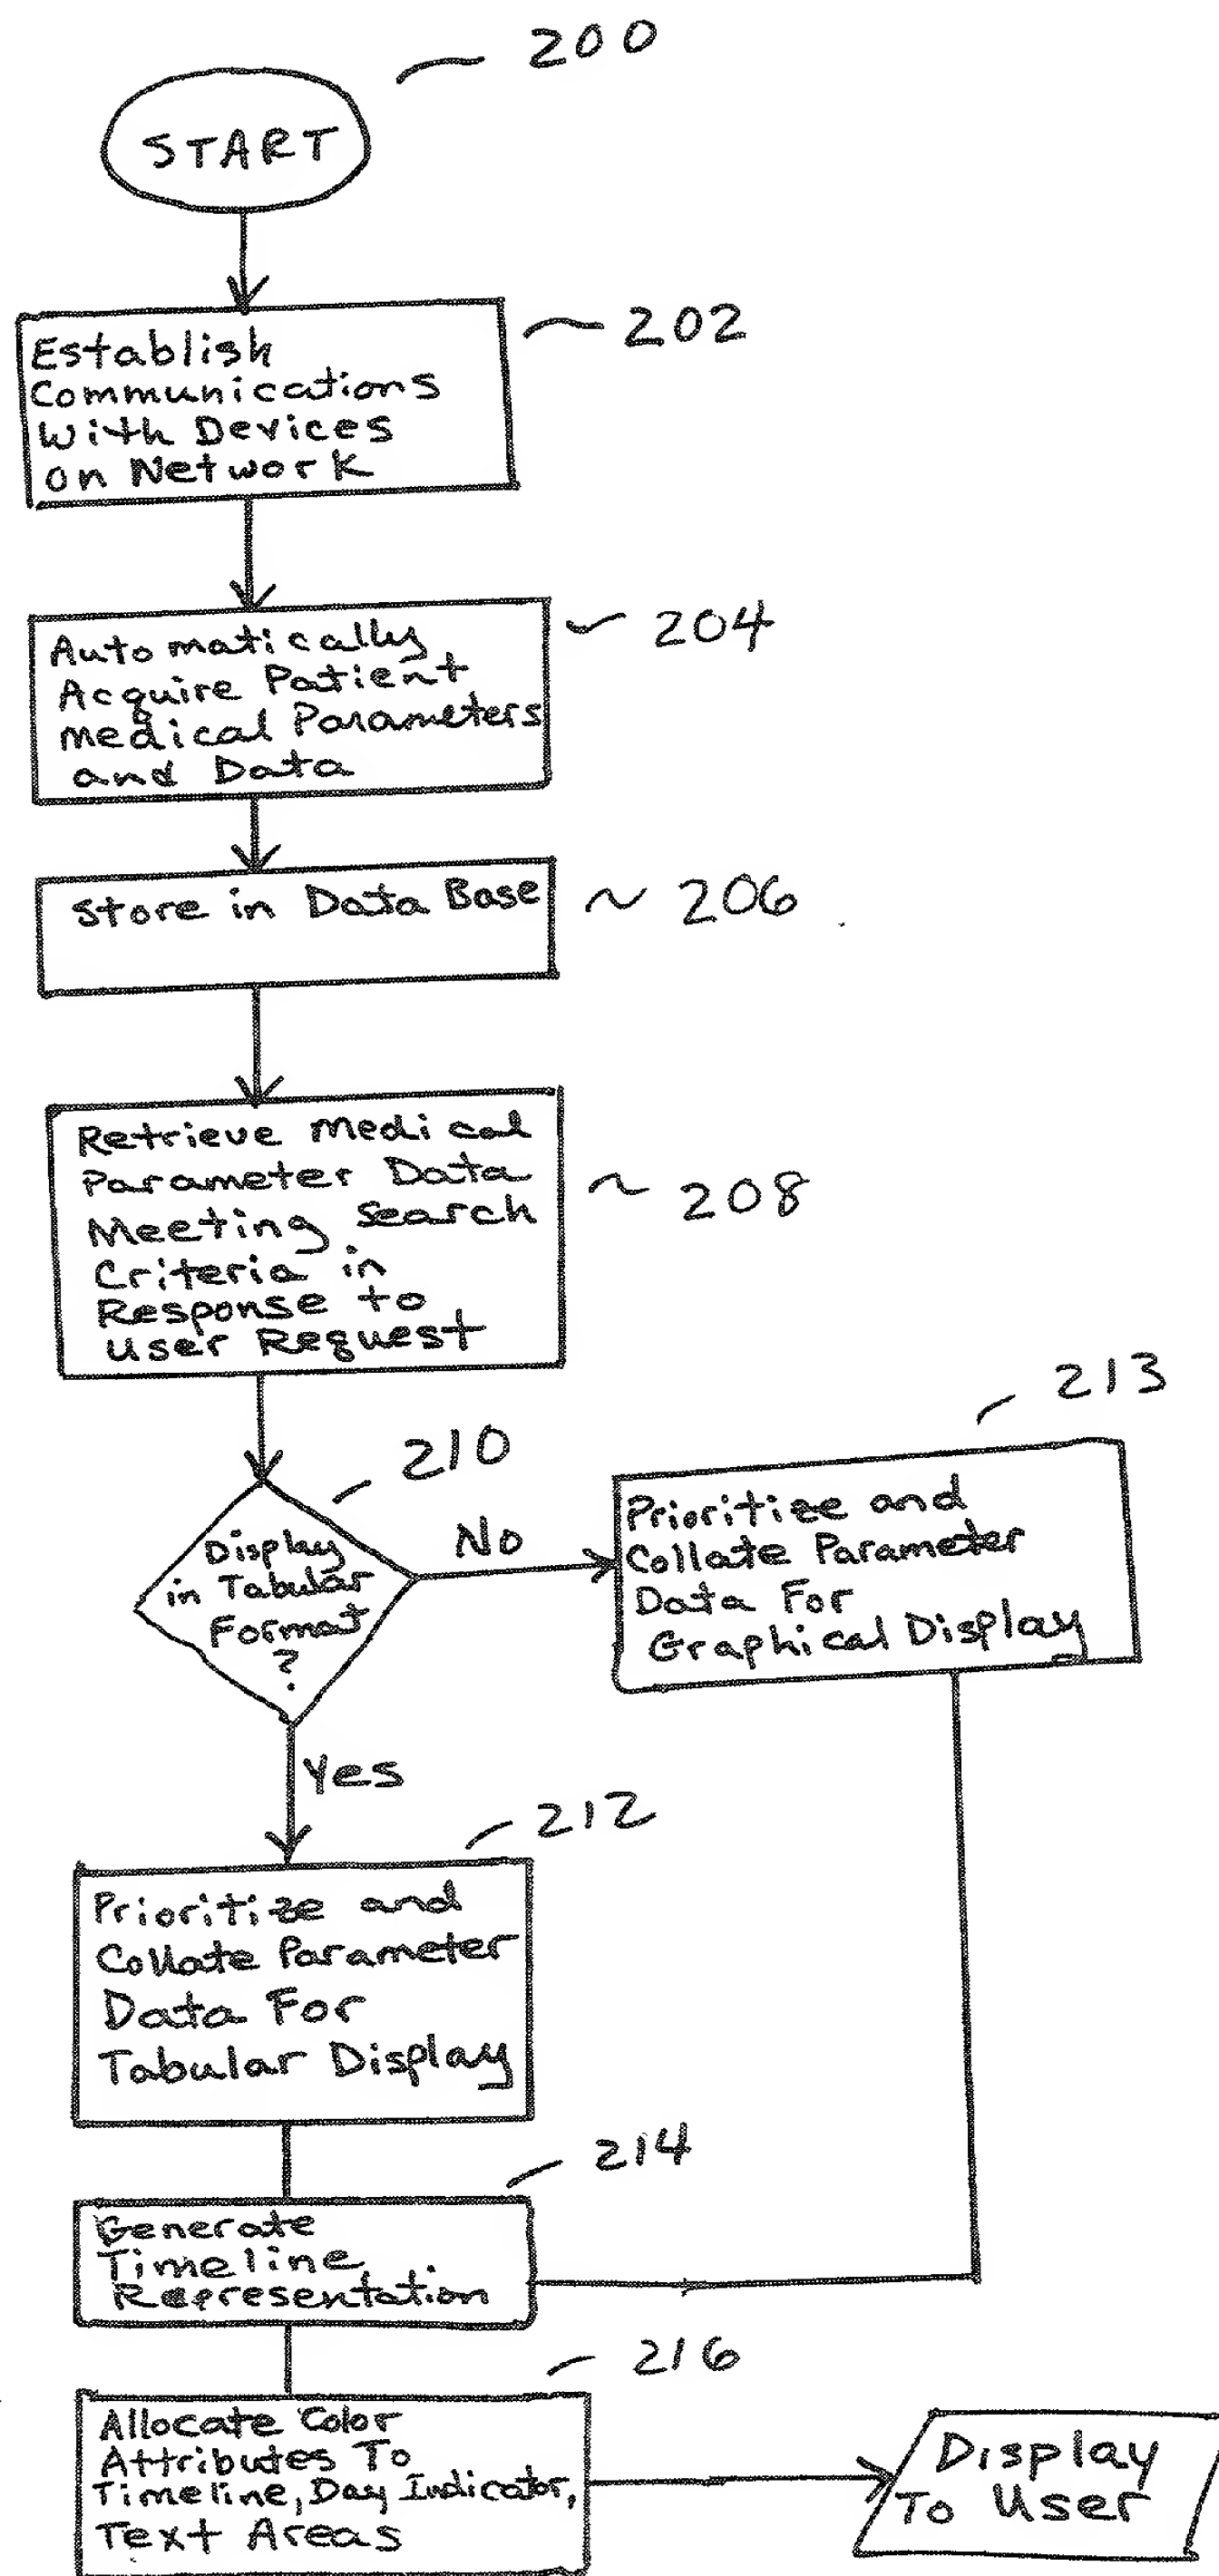 200
START
202
Establish
Communications
With Devices
on Network
204
Automatically
Acquire Patient
Medical Parameters
and Data
Store in Data Base
206
Retrieve Medical
Parameter Data
Meeting Search
Criteria in
Response to
User Request
208
210
Display
in Tabular
Format
?
No
213
Prioritize and
Collate Parameter
Data For
Graphical Display
Yes
212
Prioritize and
Collate Parameter
Data For
Tabular Display
214
Generate
Timeline
Representation
216
Allocate Color
Attributes To
Timeline, Day Indicator,
Text Areas
Display
To User